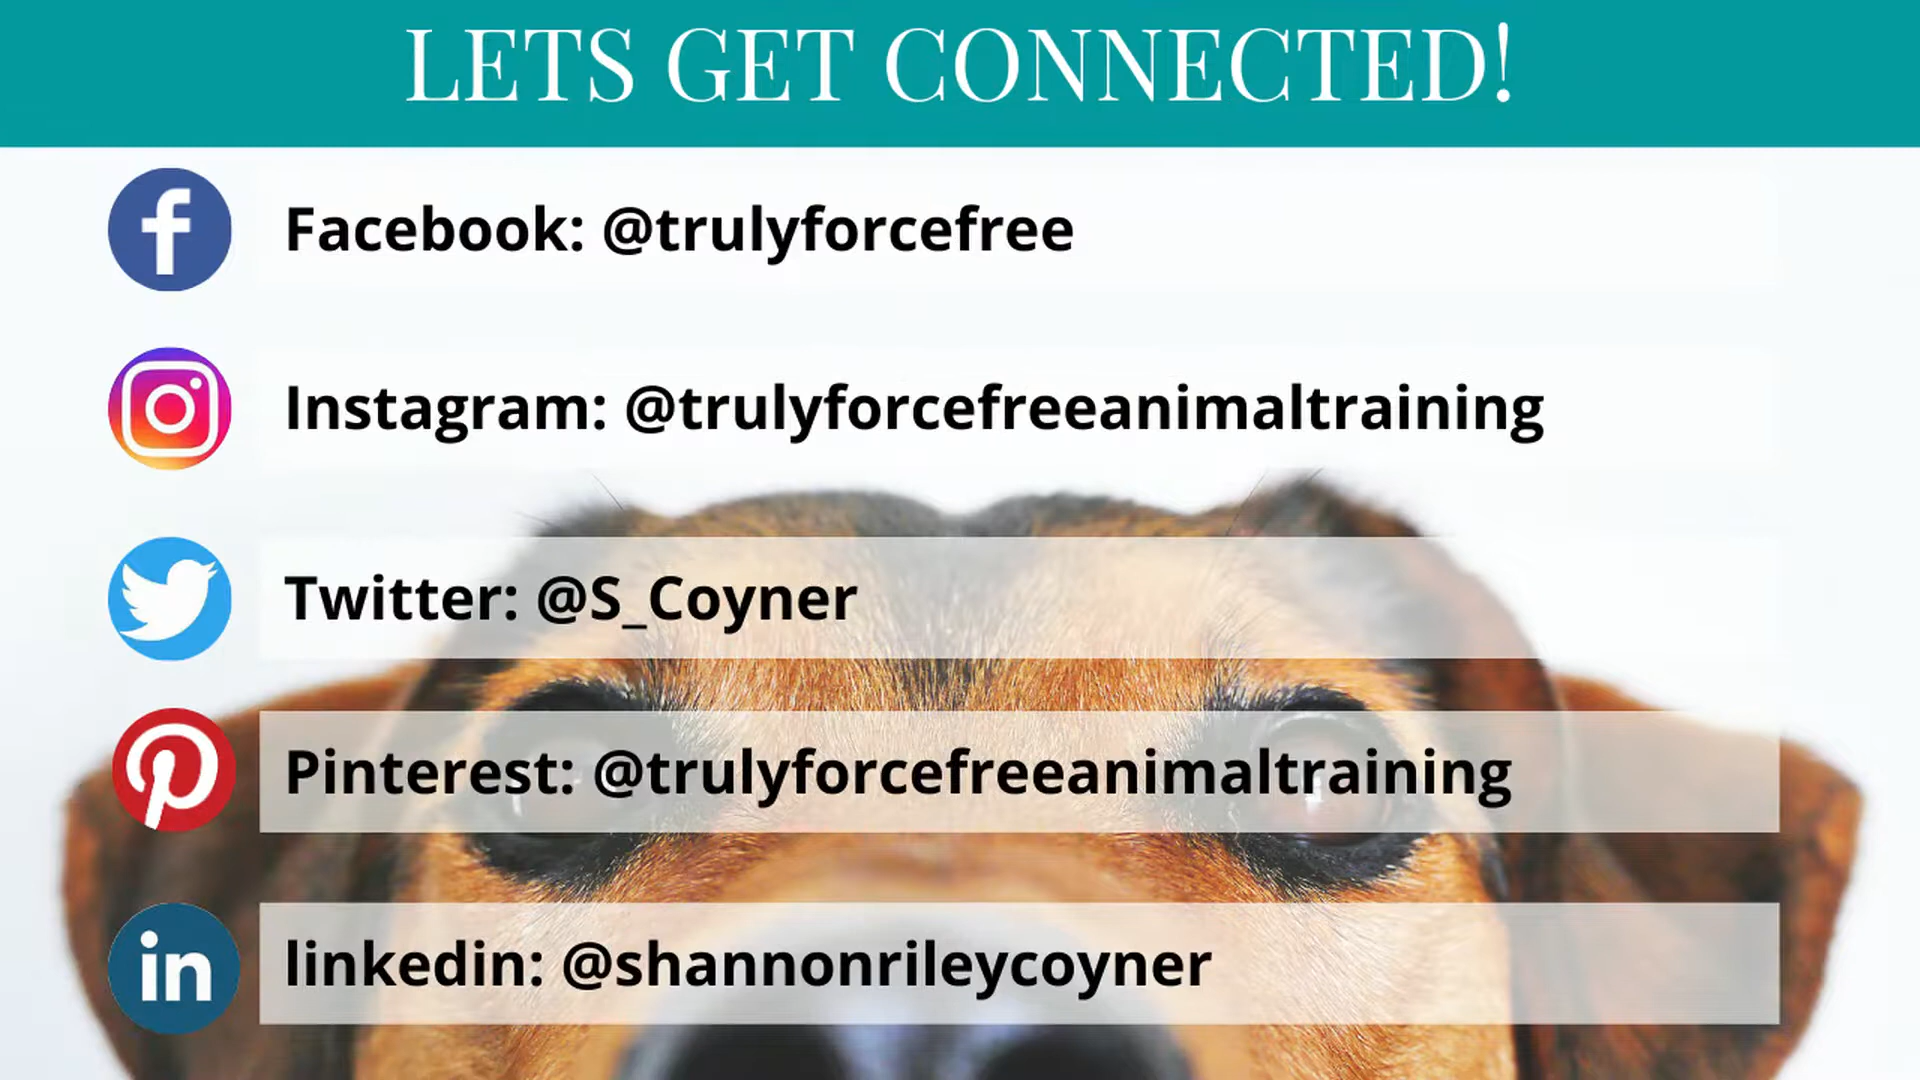 LETS GET CONNECTED!
Facebook: @trulyforcefree
Instagram: @trulyforcefreeanimaltraining
Twitter: @S_Coyner
Pinterest: @trulyforcefreeanimaltraining
linkedin: @shannonrileycoyner